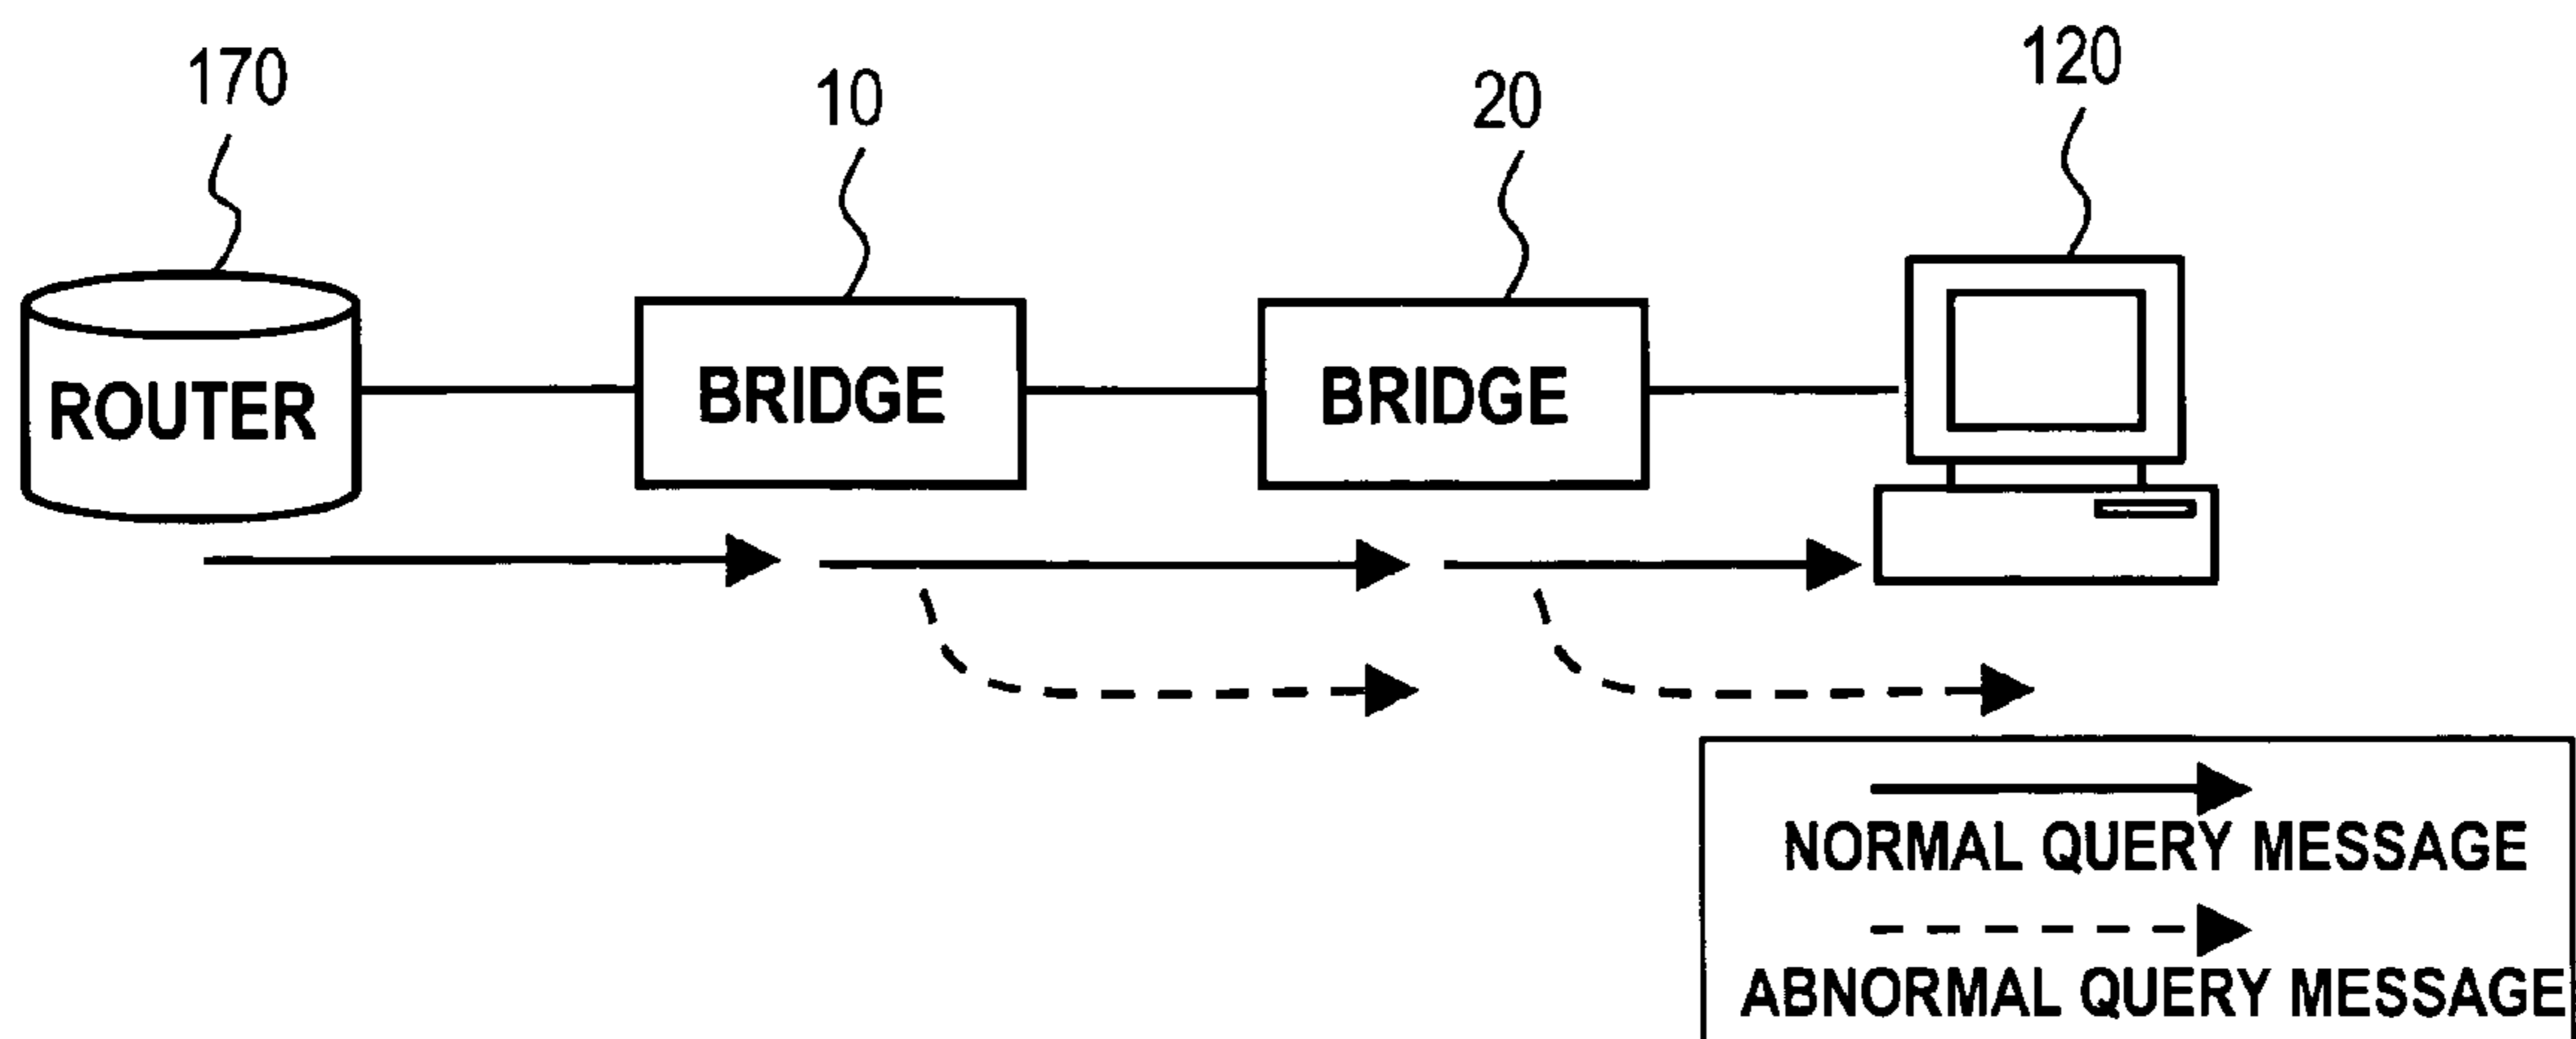 170
10
20
120
ROUTER
BRIDGE
BRIDGE
NORMAL QUERY MESSAGE
ABNORMAL QUERY MESSAGE